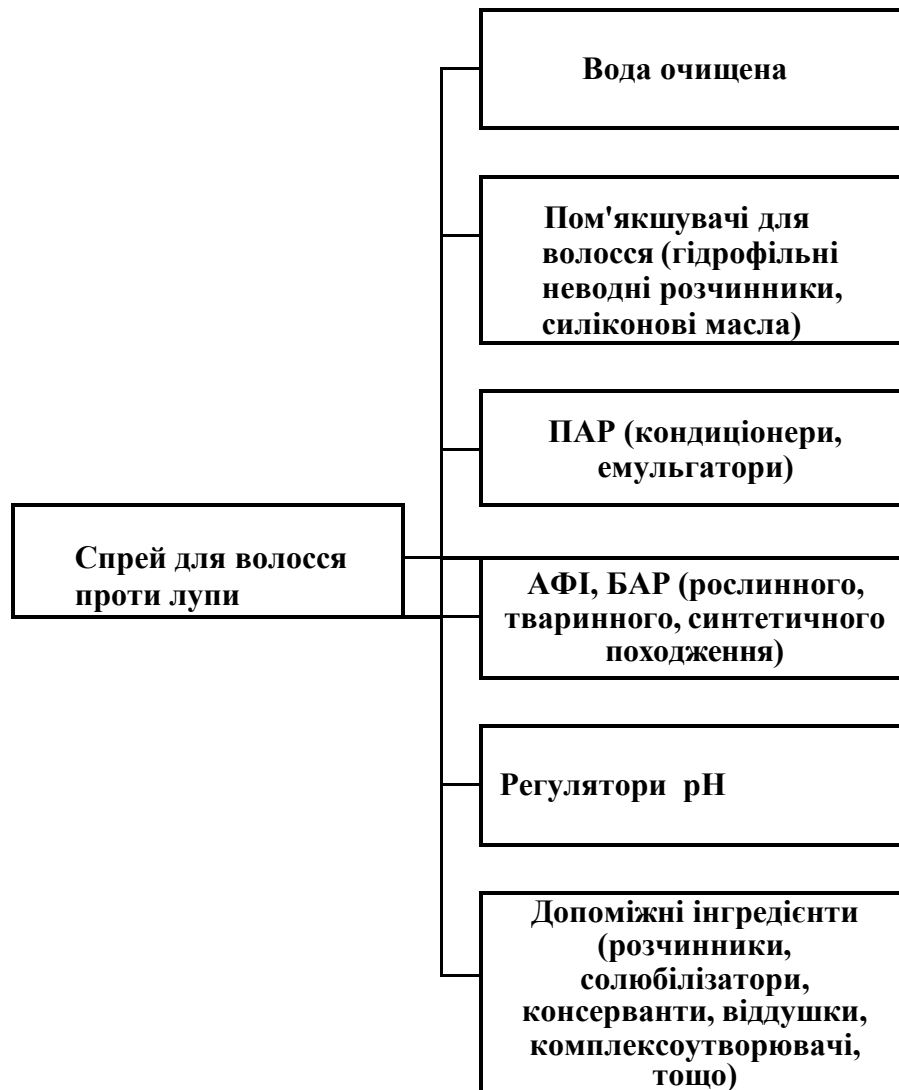 Вода очищена
Пом'якшувачі для
волосся (гідрофільні
неводні розчинники,
силіконові масла)
ПАР (кондиціонери,
емульгатори)
Спрей для волосся
проти лупи
АФІ, БАР (рослинного,
тваринного, синтетичного
походження)
Регулятори рН
Допоміжні інгредієнти
(розчинники,
солюбілізатори,
консерванти, віддушки,
комплексоутворювачі,
тощо)